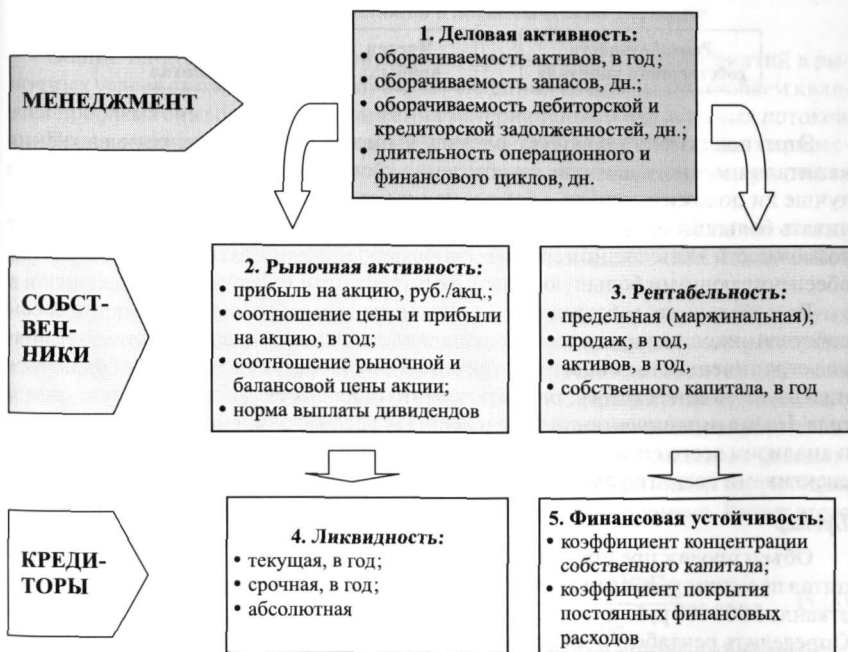 МЕНЕДЖМЕНТ
1. Деловая активность:
• оборачиваемость активов, в год;
• оборачиваемость запасов, дн.;
• оборачиваемость дебиторской и
кредиторской задолженностей, дн.;
• длительность операционного и
финансового циклов, дн.
СОБСТ-
ВЕН-
НИКИ
2. Рыночная активность:
• прибыль на акцию, руб./акц.;
• соотношение цены и прибыли
на акцию, в год;
• соотношение рыночной и
балансовой цены акции;
• норма выплаты дивидендов
3. Рентабельность:
• предельная (маржинальная);
• продаж, в год,
• активов, в год,
• собственного капитала, в год
КРЕДИ-
ТОРЫ
4. Ликвидность:
• текущая, в год;
• срочная, в год;
• абсолютная
5. Финансовая устойчивость:
• коэффициент концентрации
собственного капитала;
• коэффициент покрытия
постоянных финансовых
расходов